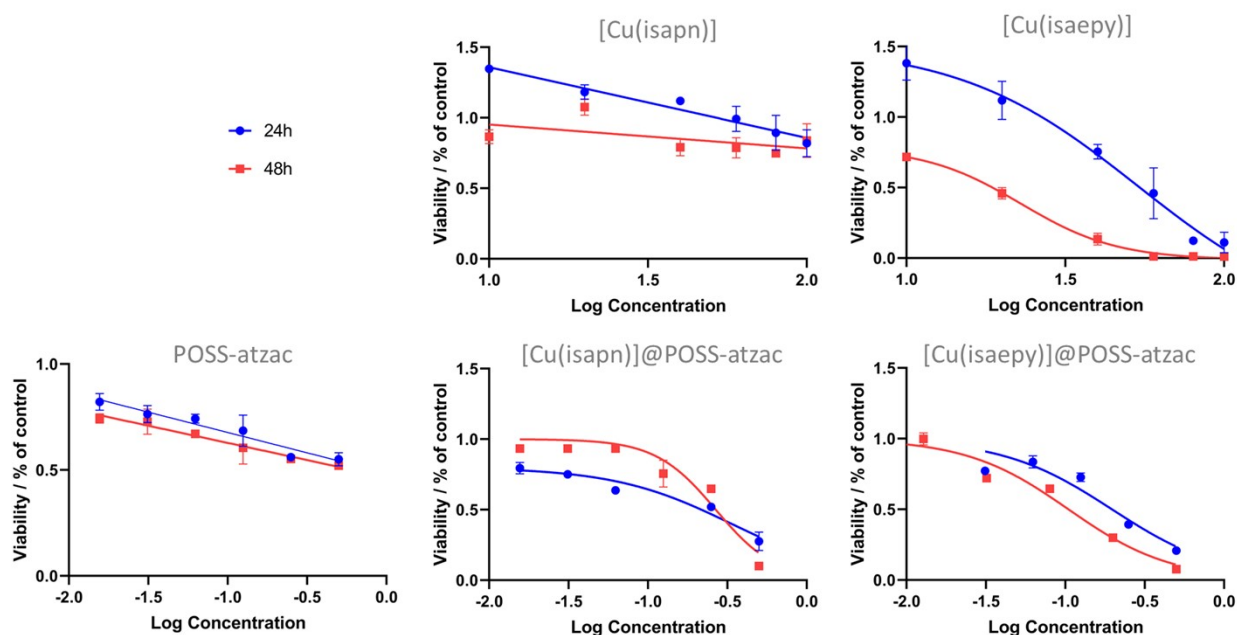 [Cu(isapn)]
[Cu(isaepy)]
24h
48h
Viability / % of control
1.5
1.0
0.5
0.0
1.0
1.5
2.0
Log Concentration
Viability / % of control
1.5
1.0
0.5
0.0
1.0
1.5
2.0
Log Concentration
POSS-atzac
[Cu(isapn)]@POSS-atzac
[Cu(isaepy)]@POSS-atzac
Viability / % of control
1.0
0.5
0.0
-2.0
-1.5
-1.0
-0.5
0.0
Log Concentration
Viability / % of control
1.5
1.0
0.5
0.0
-2.0
-1.5
-1.0
-0.5
0.0
Log Concentration
Viability / % of control
1.5
1.0
0.5
0.0
-2.0
-1.5
-1.0
-0.5
0.0
Log Concentration